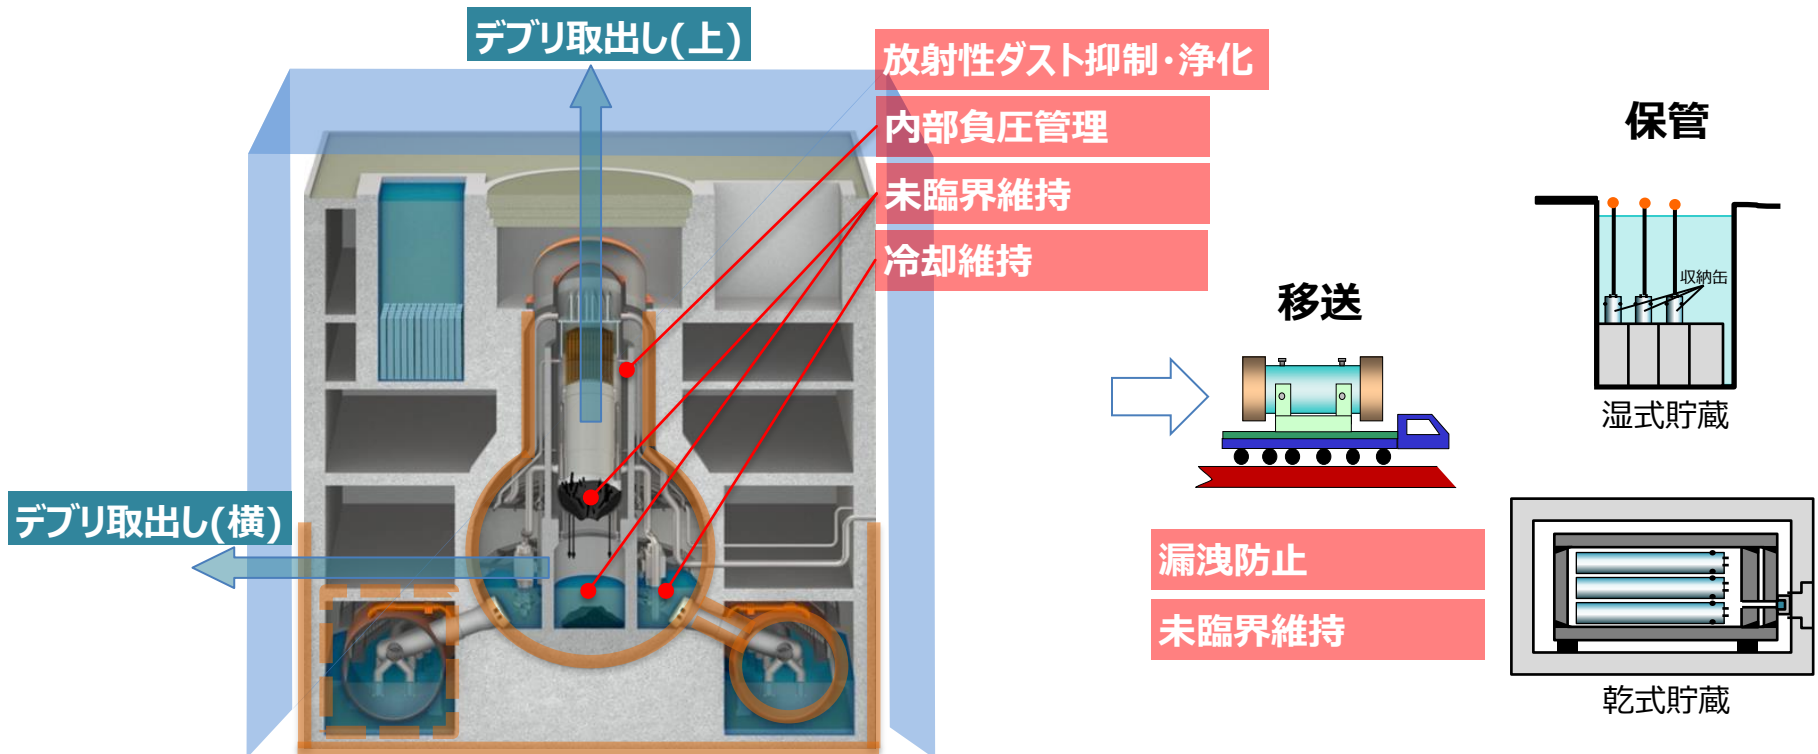 デブリ取出し(上)
放射性ダスト抑制・浄化
内部負圧管理
未臨界維持
冷却維持
デブリ取出し(横)
移送
漏洩防止
未臨界維持
保管
収納缶
湿式貯蔵
乾式貯蔵